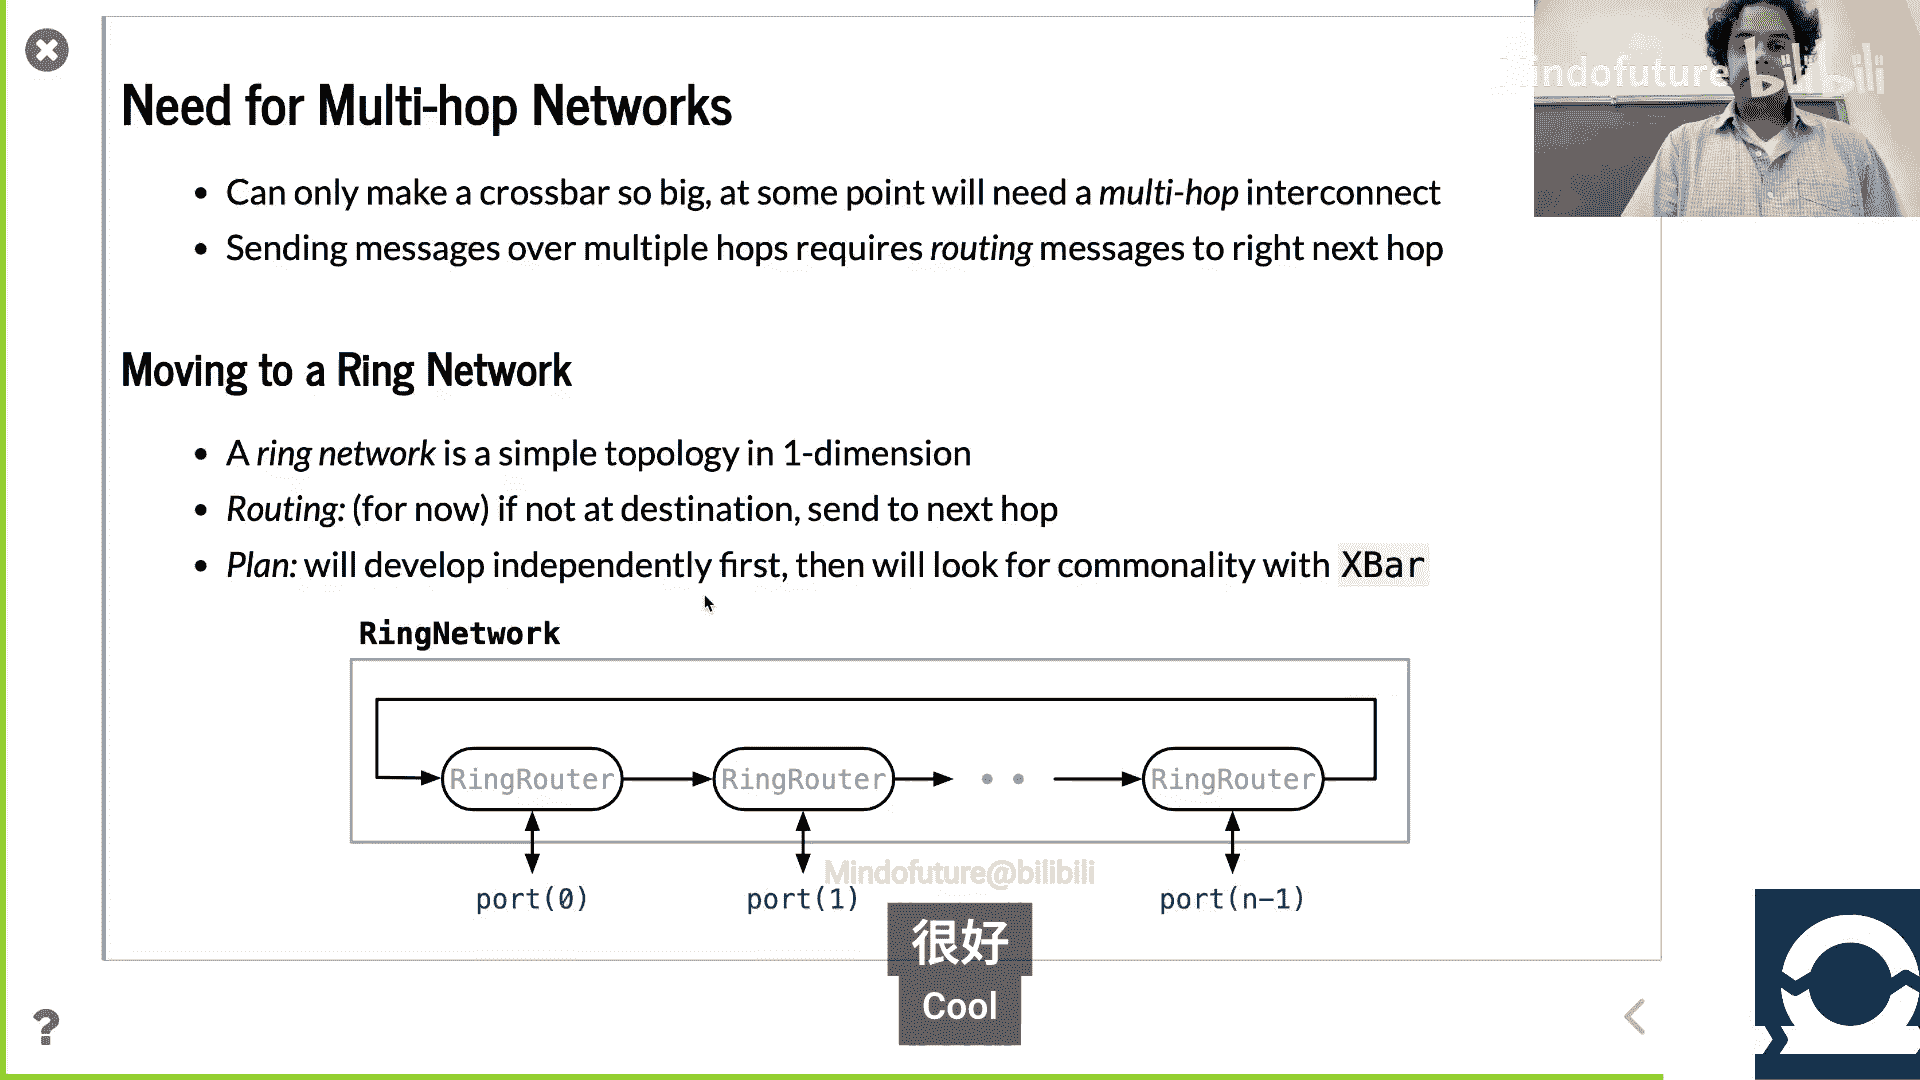 Need for Multi-hop Networks
• Can only make a crossbar so big, at some point will need a multi-hop interconnect
• Sending messages over multiple hops requires routing messages to right next hop
Moving to a Ring Network
• A ring network is a simple topology in 1-dimension
• Routing: (for now) if not at destination, send to next hop
• Plan: will develop independently first, then will look for commonality with XBar
RingNetwork
RingRouter RingRouter RingRouter
port(0) port(1) port(n-1)
Mindofuture@bilibili
很好
Cool
?
indofuture bilibili